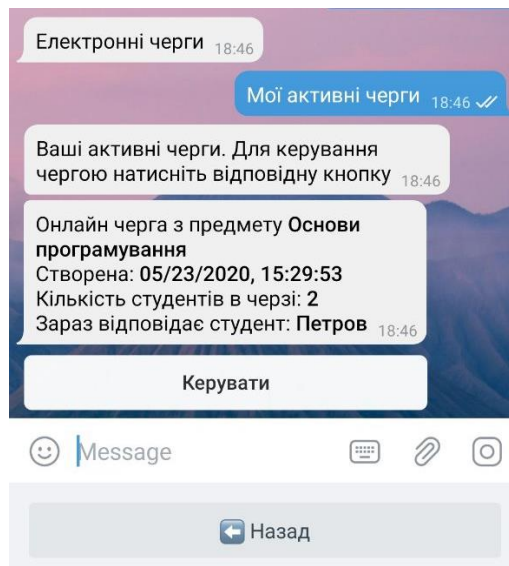 Електронні черги 18:46
Мої активні черги 18:46
Ваші активні черги. Для керування
чергою натисніть відповідну кнопку 18:46
Онлайн черга з предмету Основи
програмування
Створена: 05/23/2020, 15:29:53
Кількість студентів в черзі: 2
Зараз відповідає студент: Петров 18:46
Керувати
Message
Назад